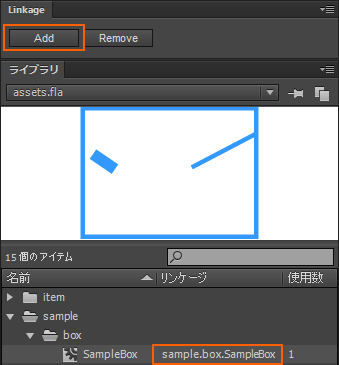 Linkage
Add
Remove
ライブラリ
assets.fla
15 個のアイテム
名前 リンケージ 使用数
item
sample
box
SampleBox sample.box.SampleBox 1